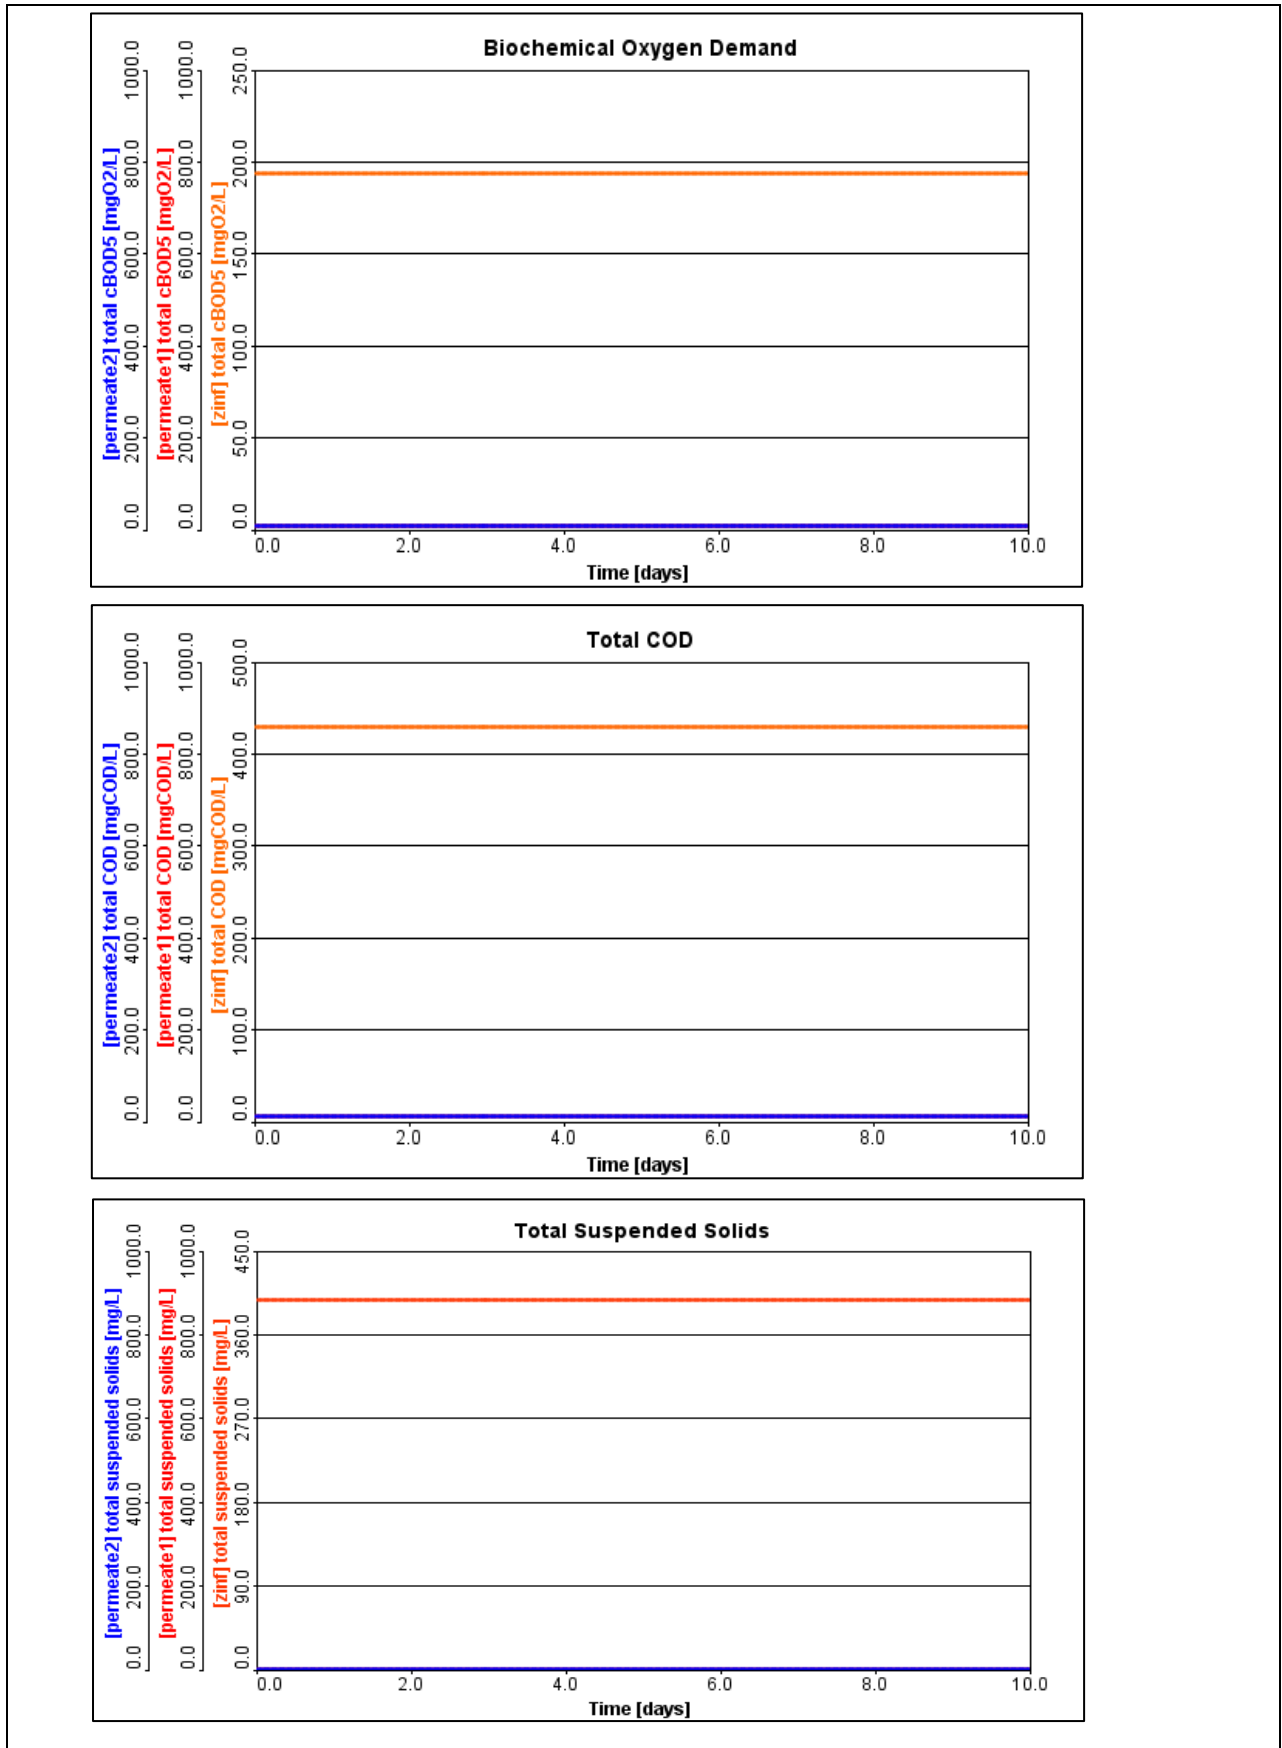 Biochemical Oxygen Demand
[permeate2] total cBOD5 [mgO2/L]
0.0 200.0 400.0 600.0 800.0 1000.0
[permeate1] total cBOD5 [mgO2/L]
0.0 200.0 400.0 600.0 800.0 1000.0
[zinf] total cBOD5 [mgO2/L]
0.0 50.0 100.0 150.0 200.0 250.0
0.0 2.0 4.0 6.0 8.0 10.0
Time [days]
Total COD
[permeate2] total COD [mgCOD/L]
0.0 200.0 400.0 600.0 800.0 1000.0
[permeate1] total COD [mgCOD/L]
0.0 200.0 400.0 600.0 800.0 1000.0
[zinf] total COD [mgCOD/L]
0.0 100.0 200.0 300.0 400.0 500.0
0.0 2.0 4.0 6.0 8.0 10.0
Time [days]
Total Suspended Solids
[permeate2] total suspended solids [mg/L]
0.0 200.0 400.0 600.0 800.0 1000.0
[permeate1] total suspended solids [mg/L]
0.0 200.0 400.0 600.0 800.0 1000.0
[zinf] total suspended solids [mg/L]
0.0 90.0 180.0 270.0 360.0 450.0
0.0 2.0 4.0 6.0 8.0 10.0
Time [days]